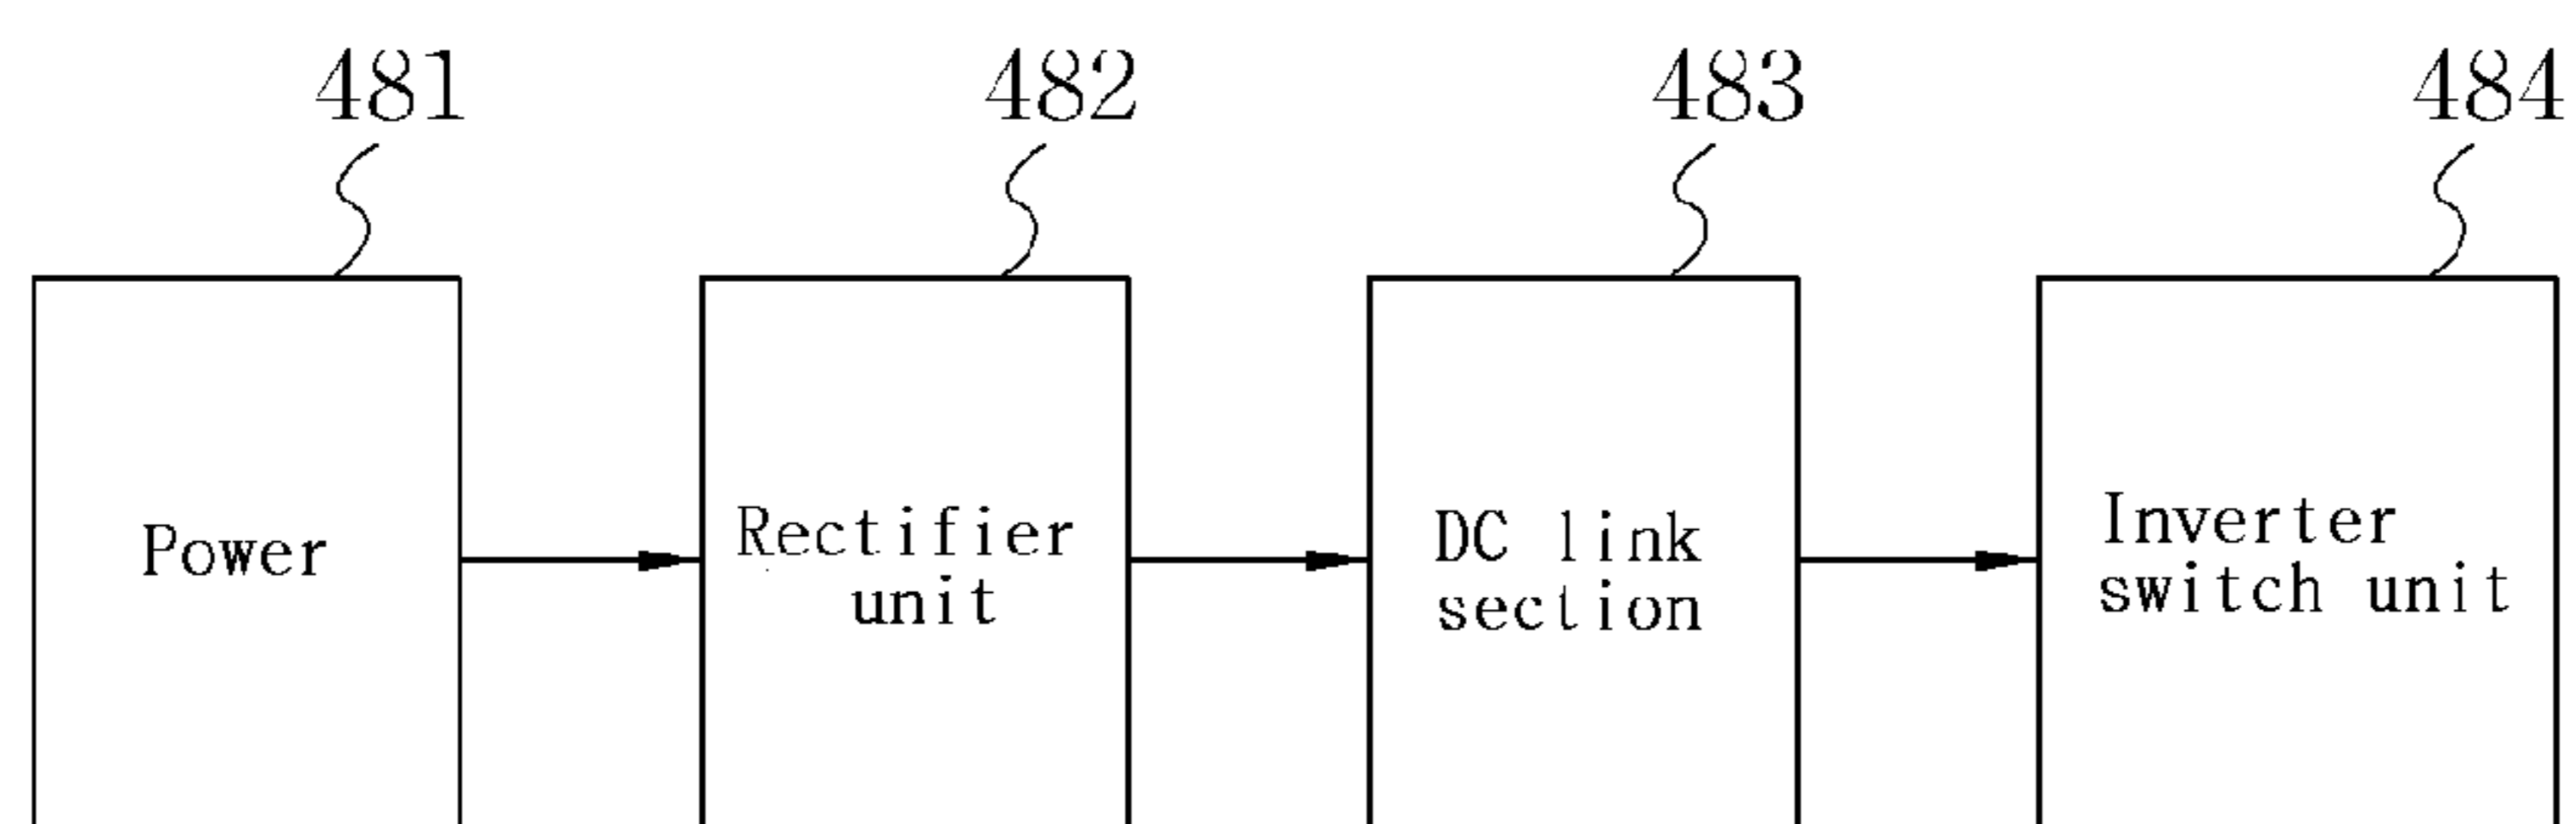 481
482
483
484
Power
Rectifier
unit
DC link
section
Inverter
switch unit